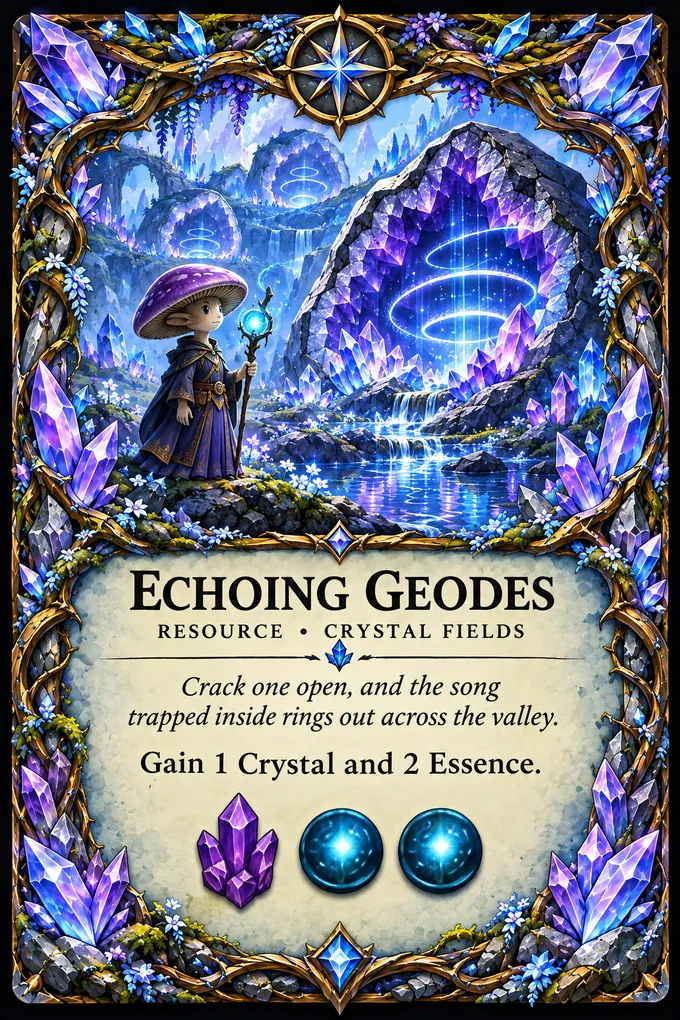 Echoing Geodes
Resource • Crystal Fields
Crack one open, and the song
trapped inside rings out across the valley.
Gain 1 Crystal and 2 Essence.